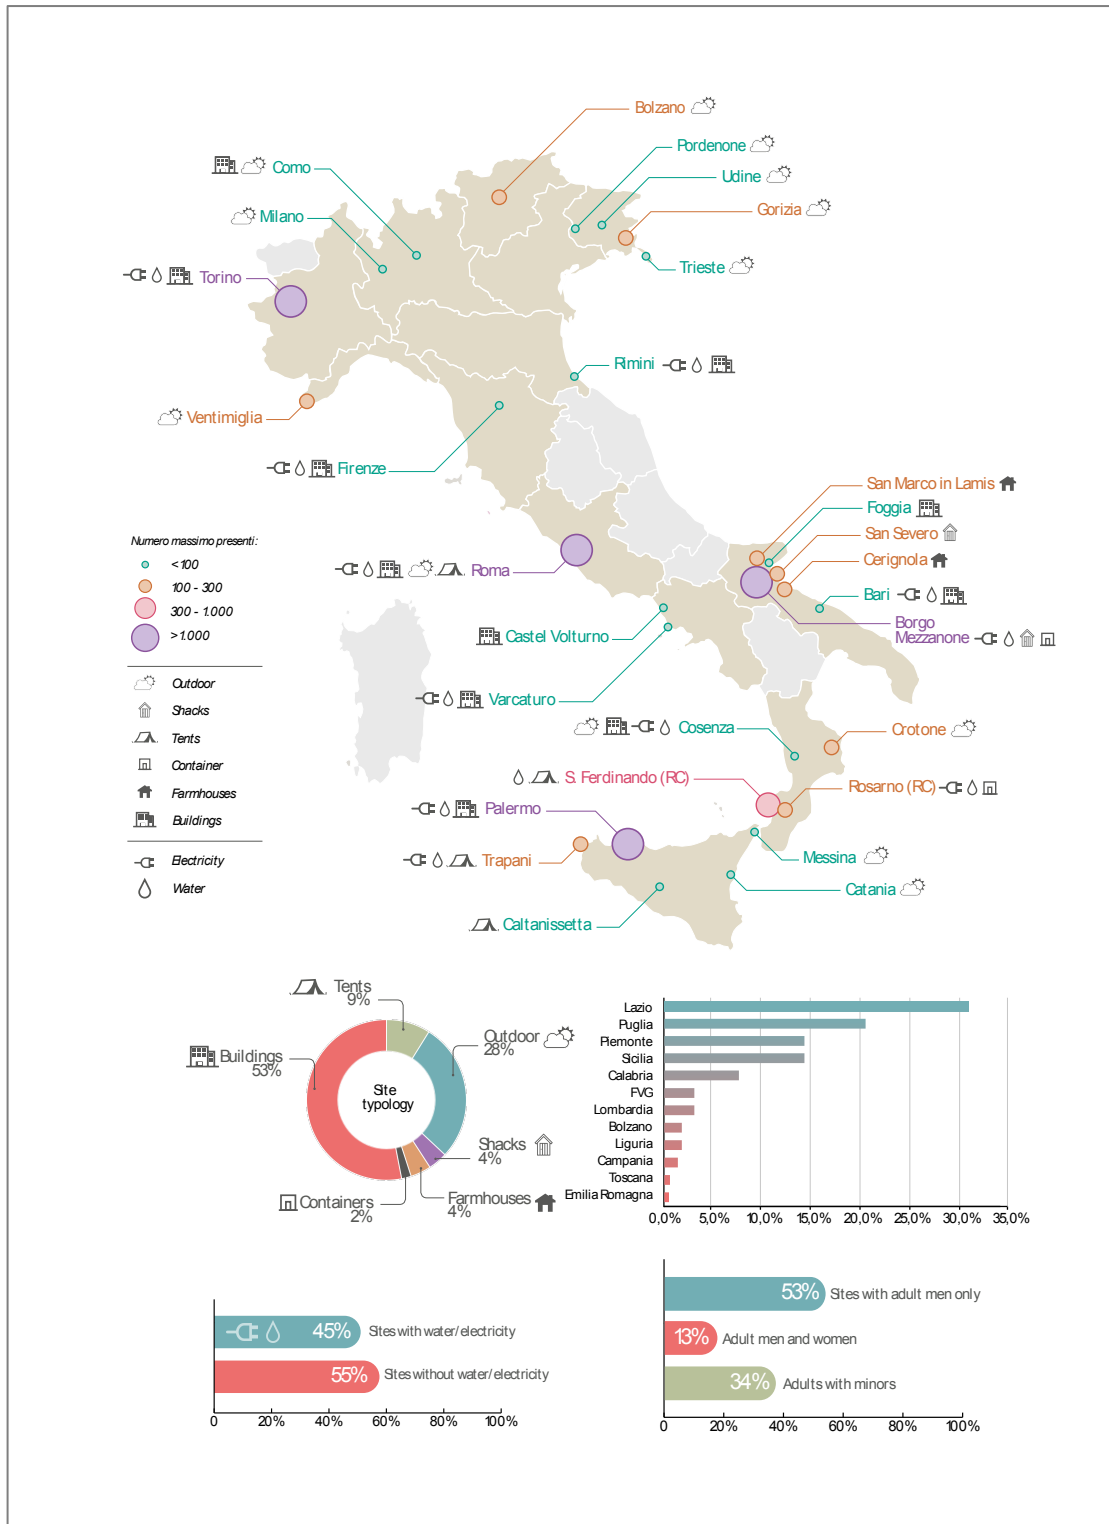 Bolzano
Pordenone
Como
Udine
Milano
Gorizia
Trieste
Torino
Rimini
Ventimiglia
Firenze
San Marco in Lamis
Foggia
San Severo
Cerignola
Numero massimo presenti:
<100
100 - 300
300 - 1.000
>1.000
Roma
Bari
Borgo
Mezzanone
Castel Volturno
Varcaturo
Outdoor
Shacks
Tents
Container
Farmhouses
Buildings
Electricity
Water
Cosenza
Crotone
S. Ferdinando (RC)
Rosarno (RC)
Palermo
Trapani
Messina
Catania
Caltanissetta
Tents
9%
Outdoor
28%
Buildings
53%
Site
typology
Shacks
4%
Farmhouses
4%
Containers
2%
Lazio
Puglia
Piemonte
Sicilia
Calabria
FVG
Lombardia
Bolzano
Liguria
Campania
Toscana
Emilia Romagna
0,0% 5,0% 10,0% 15,0% 20,0% 25,0% 30,0% 35,0%
45% Sites with water/electricity
55% Sites without water/electricity
0 20% 40% 60% 80% 100%
53% Sites with adult men only
13% Adult men and women
34% Adults with minors
0 20% 40% 60% 80% 100%